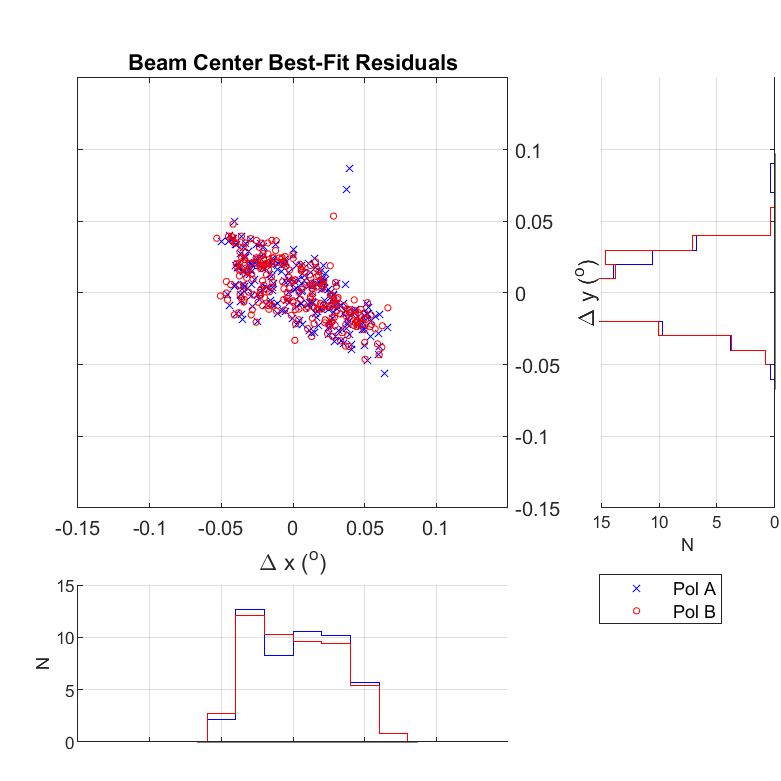 Beam Center Best-Fit Residuals
0.1
0.05
0
-0.05
-0.1
-0.15
Δ y (°)
-0.15 -0.1 -0.05 0 0.05 0.1
Δ x (°)
15 10 5 0
N
Pol A
Pol B
15
10
5
0
N